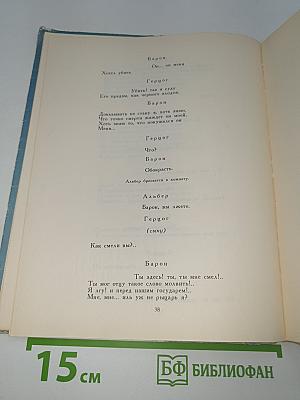 Барон
Он... он меня
Хотел убить.
Герцог
Убить! так я суду
Его предам, как черного злодея.
Барон
Доказывать не стану я, хоть знаю,
Что точно смерти жаждет он моей,
Хоть знаю то, что покушался он
Меня...
Герцог
Что?
Барон
Обокрасть.
Альбер бросается в комнату.
Альбер
Барон, вы лжете.
Герцог
(сыну)
Как смели вы?..
Барон
Ты здесь! ты, ты мне смел!..
Ты мог отцу такое слово молвить!..
Я лгу! и перед нашим государем!..
Мне, мне... иль уж не рыцарь я?
38
15 см
БФ БИБЛИОФАН